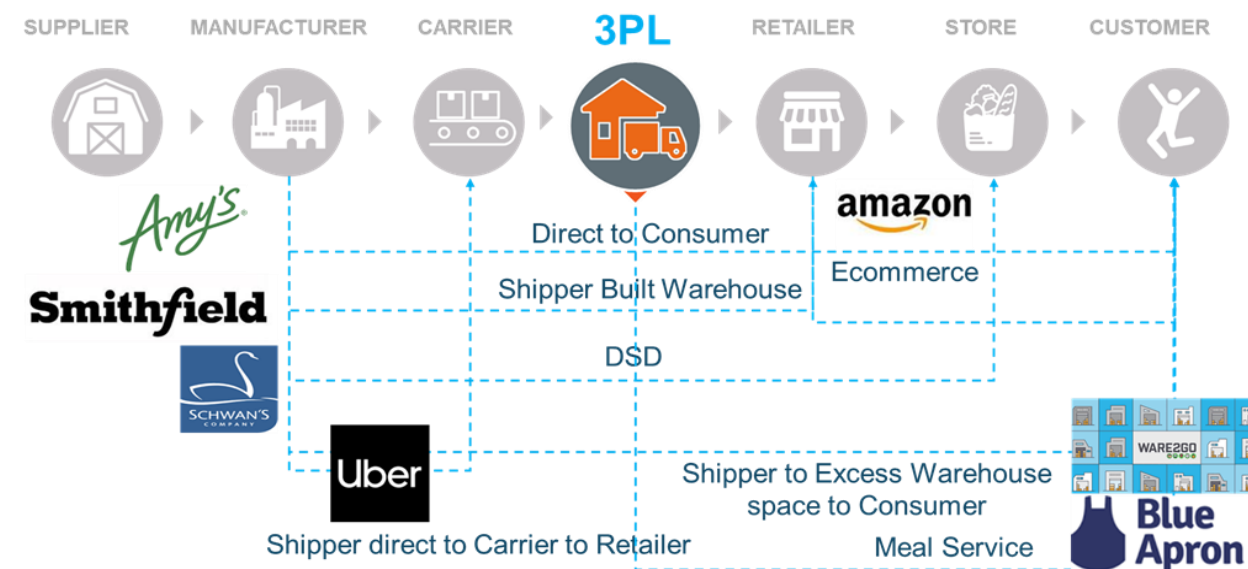 SUPPLIER
MANUFACTURER
CARRIER
3PL
RETAILER
STORE
CUSTOMER
Amy's
amazon
Direct to Consumer
Ecommerce
Smithfield
Shipper Built Warehouse
DSD
SCHWAN'S
COMPANY
WARE2GO
Uber
Shipper to Excess Warehouse
space to Consumer
Blue
Apron
Shipper direct to Carrier to Retailer
Meal Service